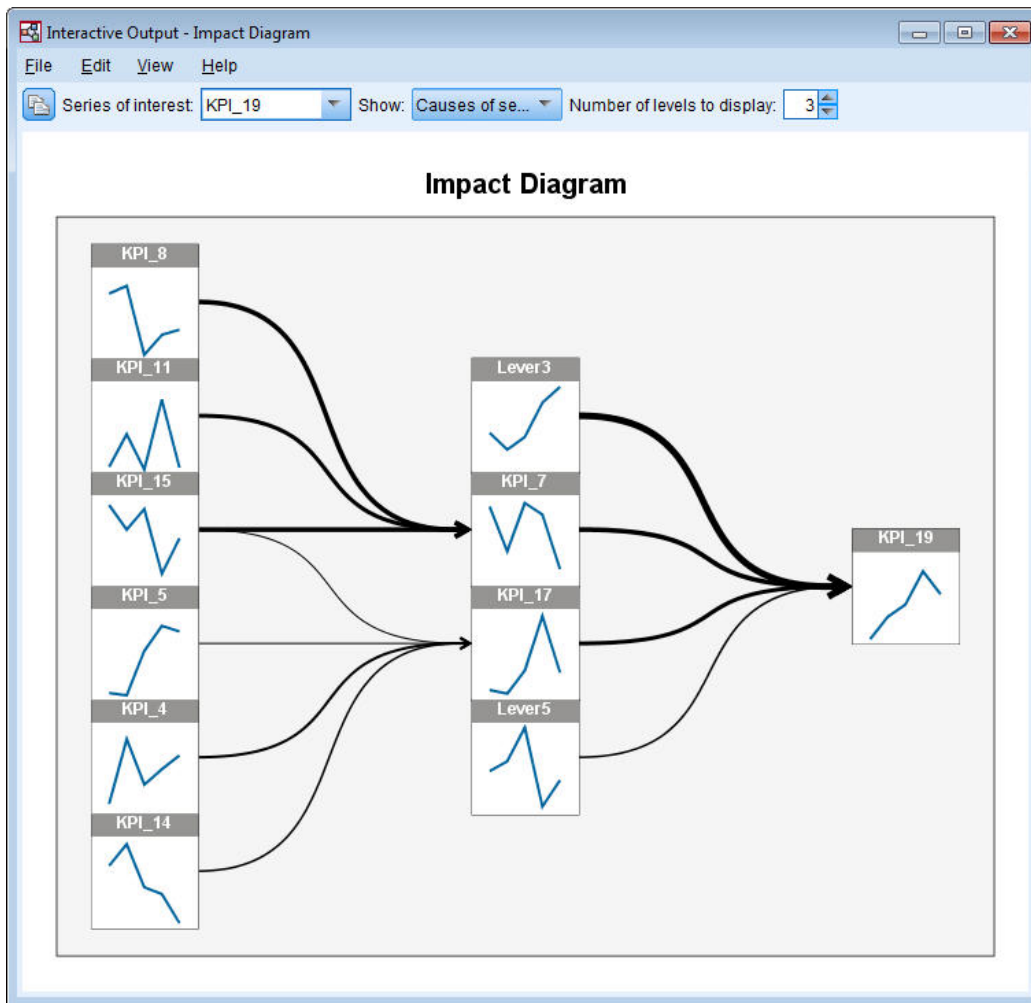 Interactive Output - Impact Diagram
File Edit View Help
Series of interest: KPI_19 Show: Causes of se... Number of levels to display: 3
Impact Diagram
KPI_8
KPI_11
KPI_15
KPI_5
KPI_4
KPI_14
Lever3
KPI_7
KPI_17
Lever5
KPI_19